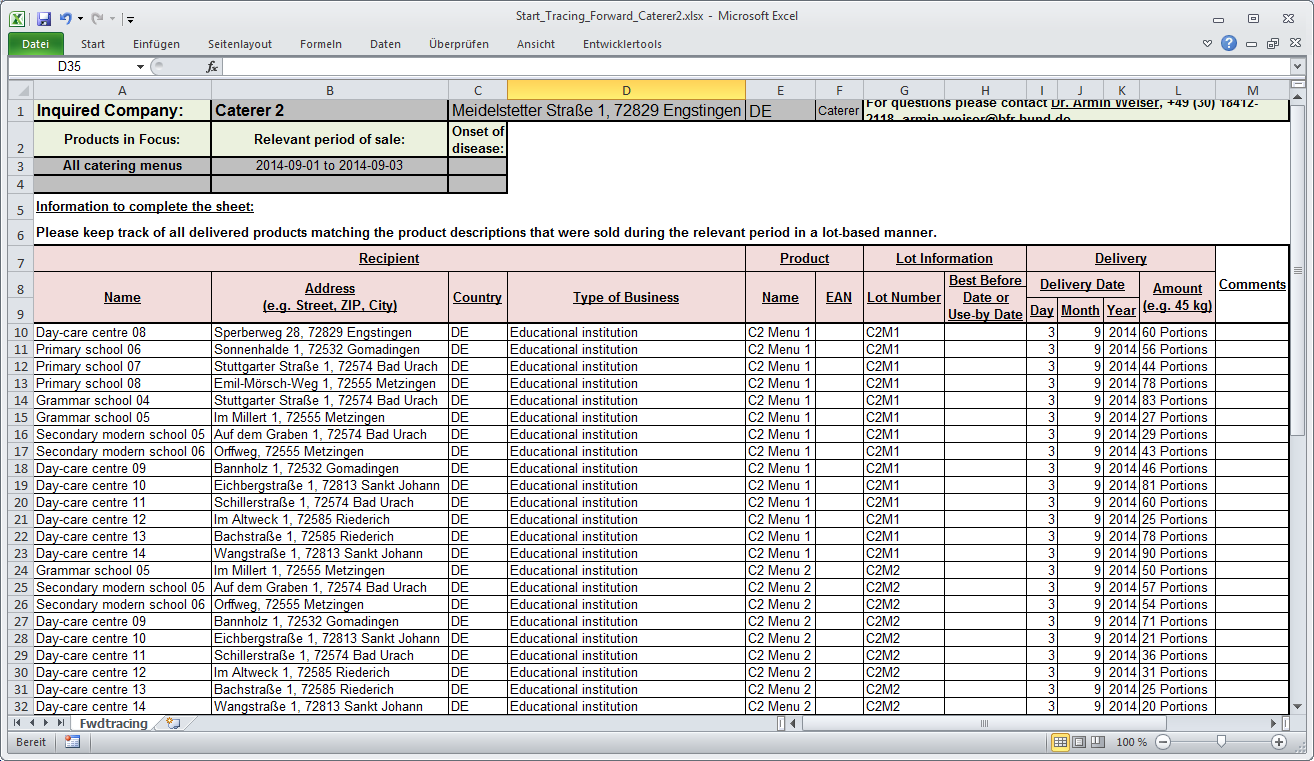 Start_Tracing_Forward_Caterer2.xlsx - Microsoft Excel
Datei Start Einfügen Seitenlayout Formeln Daten Überprüfen Ansicht Entwicklertools
D35 fx
A B C D E F G H I J K L M
1 Inquired Company: Caterer 2 Meidelstetter Straße 1, 72829 Engstingen DE Caterer For questions please contact Dr. Armin Weiser, +49 (30) 18412-
2118, armin.weiser@bfr.bund.de
2 Products in Focus: Relevant period of sale: Onset of
disease:
3 All catering menus 2014-09-01 to 2014-09-03
4
5 Information to complete the sheet:
6 Please keep track of all delivered products matching the product descriptions that were sold during the relevant period in a lot-based manner.
7 Recipient Product Lot Information Delivery
8 Name Address Country Type of Business Name EAN Lot Number Best Before Delivery Date Amount Comments
(e.g. Street, ZIP, City) Date or (e.g. 45 kg)
9 Use-by Date Day Month Year
10 Day-care centre 08 Sperberweg 28, 72829 Engstingen DE Educational institution C2 Menu 1 C2M1 3 9 2014 60 Portions
11 Primary school 06 Sonnenhalde 1, 72532 Gomadingen DE Educational institution C2 Menu 1 C2M1 3 9 2014 56 Portions
12 Primary school 07 Stuttgarter Straße 1, 72574 Bad Urach DE Educational institution C2 Menu 1 C2M1 3 9 2014 44 Portions
13 Primary school 08 Emil-Mörsch-Weg 1, 72555 Metzingen DE Educational institution C2 Menu 1 C2M1 3 9 2014 78 Portions
14 Grammar school 04 Stuttgarter Straße 1, 72574 Bad Urach DE Educational institution C2 Menu 1 C2M1 3 9 2014 83 Portions
15 Grammar school 05 Im Millert 1, 72555 Metzingen DE Educational institution C2 Menu 1 C2M1 3 9 2014 27 Portions
16 Secondary modern school 05 Auf dem Graben 1, 72574 Bad Urach DE Educational institution C2 Menu 1 C2M1 3 9 2014 29 Portions
17 Secondary modern school 06 Orffweg, 72555 Metzingen DE Educational institution C2 Menu 1 C2M1 3 9 2014 43 Portions
18 Day-care centre 09 Bannholz 1, 72532 Gomadingen DE Educational institution C2 Menu 1 C2M1 3 9 2014 46 Portions
19 Day-care centre 10 Eichbergstraße 1, 72813 Sankt Johann DE Educational institution C2 Menu 1 C2M1 3 9 2014 81 Portions
20 Day-care centre 11 Schillerstraße 1, 72574 Bad Urach DE Educational institution C2 Menu 1 C2M1 3 9 2014 60 Portions
21 Day-care centre 12 Im Altweck 1, 72585 Riederich DE Educational institution C2 Menu 1 C2M1 3 9 2014 25 Portions
22 Day-care centre 13 Bachstraße 1, 72585 Riederich DE Educational institution C2 Menu 1 C2M1 3 9 2014 78 Portions
23 Day-care centre 14 Wangstraße 1, 72813 Sankt Johann DE Educational institution C2 Menu 1 C2M1 3 9 2014 90 Portions
24 Grammar school 05 Im Millert 1, 72555 Metzingen DE Educational institution C2 Menu 2 C2M2 3 9 2014 50 Portions
25 Secondary modern school 05 Auf dem Graben 1, 72574 Bad Urach DE Educational institution C2 Menu 2 C2M2 3 9 2014 57 Portions
26 Secondary modern school 06 Orffweg, 72555 Metzingen DE Educational institution C2 Menu 2 C2M2 3 9 2014 54 Portions
27 Day-care centre 09 Bannholz 1, 72532 Gomadingen DE Educational institution C2 Menu 2 C2M2 3 9 2014 71 Portions
28 Day-care centre 10 Eichbergstraße 1, 72813 Sankt Johann DE Educational institution C2 Menu 2 C2M2 3 9 2014 21 Portions
29 Day-care centre 11 Schillerstraße 1, 72574 Bad Urach DE Educational institution C2 Menu 2 C2M2 3 9 2014 36 Portions
30 Day-care centre 12 Im Altweck 1, 72585 Riederich DE Educational institution C2 Menu 2 C2M2 3 9 2014 31 Portions
31 Day-care centre 13 Bachstraße 1, 72585 Riederich DE Educational institution C2 Menu 2 C2M2 3 9 2014 25 Portions
32 Day-care centre 14 Wangstraße 1, 72813 Sankt Johann DE Educational institution C2 Menu 2 C2M2 3 9 2014 20 Portions
Fwdtracing
Bereit 100 %